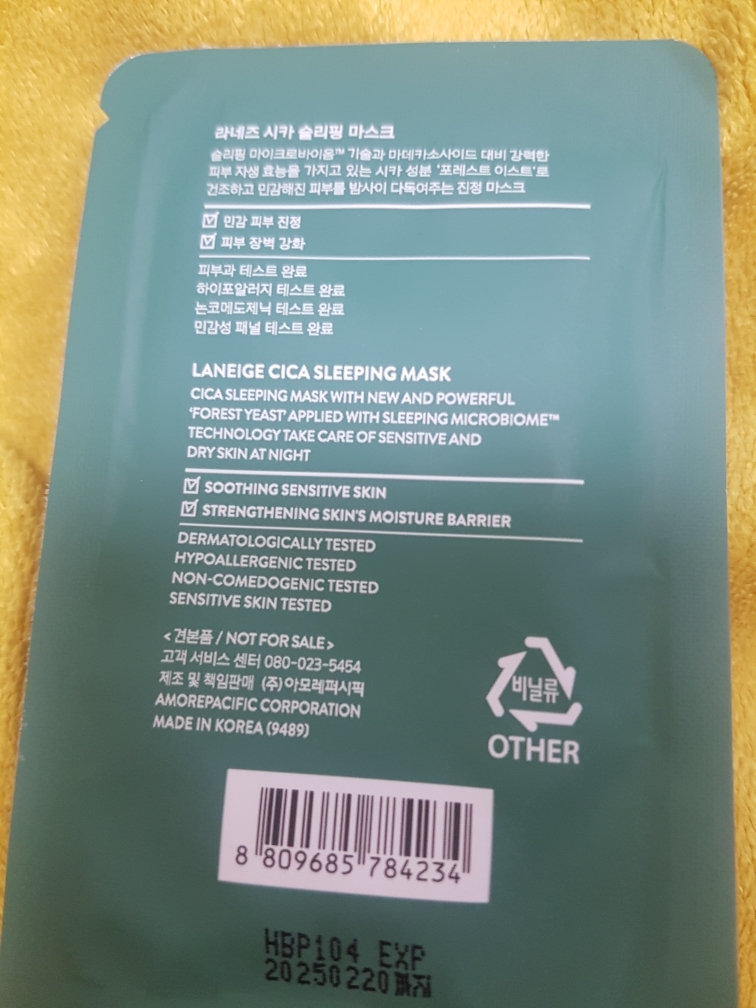 라네즈 시카 슬리핑 마스크
슬리핑 마이크로바이옴™ 기술과 마데카소사이드 대비 강력한
피부 자생 효능을 가지고 있는 시카 성분 '포레스트 이스트'로
건조하고 민감해진 피부를 밤사이 다독여주는 진정 마스크
민감 피부 진정
피부 장벽 강화
피부과 테스트 완료
하이포알러지 테스트 완료
논코메도제닉 테스트 완료
민감성 패널 테스트 완료
LANEIGE CICA SLEEPING MASK
CICA SLEEPING MASK WITH NEW AND POWERFUL
'FOREST YEAST' APPLIED WITH SLEEPING MICROBIOME™
TECHNOLOGY TAKE CARE OF SENSITIVE AND
DRY SKIN AT NIGHT
SOOTHING SENSITIVE SKIN
STRENGTHENING SKIN'S MOISTURE BARRIER
DERMATOLOGICALLY TESTED
HYPOALLERGENIC TESTED
NON-COMEDOGENIC TESTED
SENSITIVE SKIN TESTED
<견본품 / NOT FOR SALE>
고객 서비스 센터 080-023-5454
제조 및 책임판매 (주)아모레퍼시픽
AMOREPACIFIC CORPORATION
MADE IN KOREA (9489)
비닐류
OTHER
8 809685 784234
HBP104 EXP
20250220까지